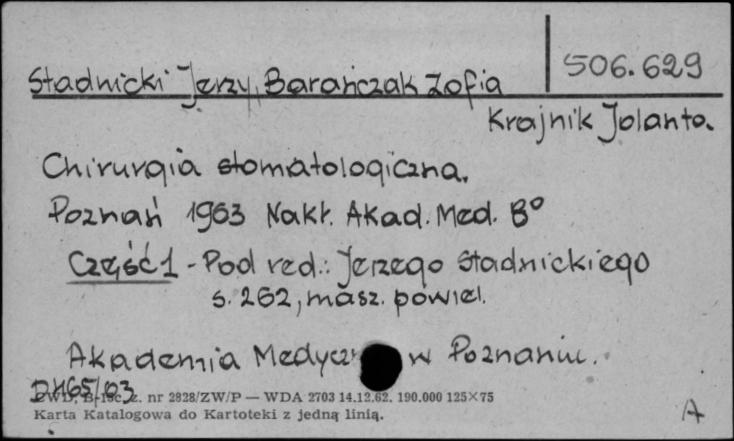 Stadnicki Jerzy, Barańczak Zofia 506.629
Krajnik Jolanta.
Chirurgia stomatologiczna.
Poznań 1963 Nakł. Akad. Med. 8°
Część 1 - Pod red.: Jerzego Stadnickiego
s. 262, masz. powiel.
Akademia Medycz w Poznaniu.
DH65/63
z. nr 2828/ZW/P — WDA 2703 14.12.62. 190.000 125×75
Karta Katalogowa do Kartoteki z jedną linią.
A